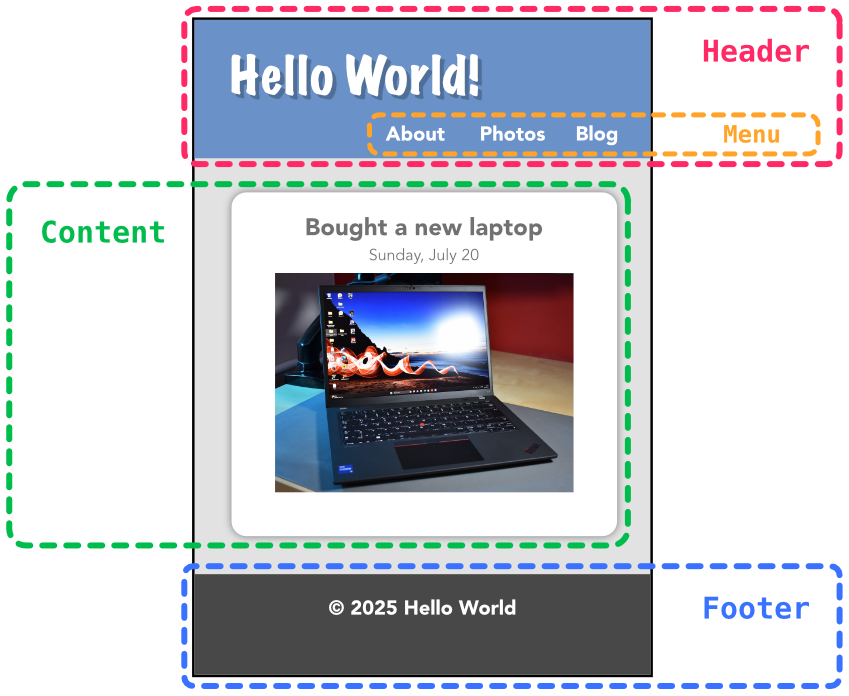 Header
Hello World!
About Photos Blog Menu
Content
Bought a new laptop
Sunday, July 20
© 2025 Hello World
Footer